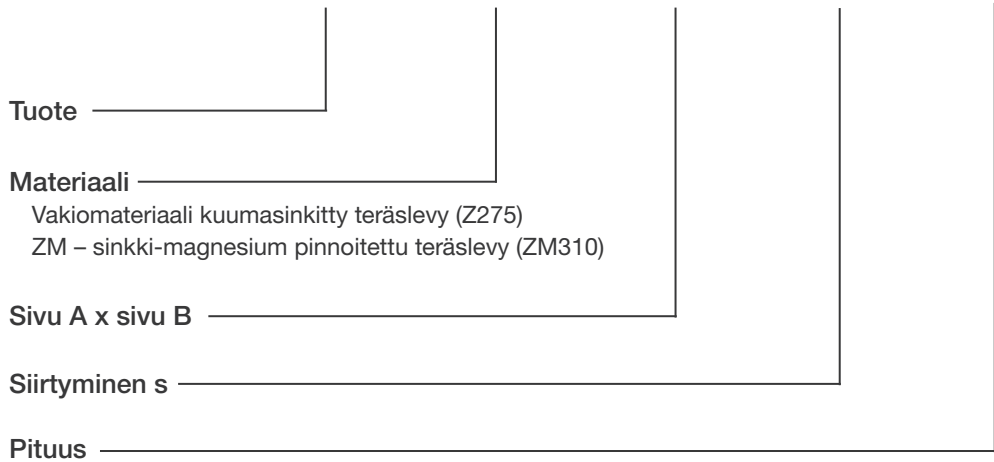 Tuote
Materiaali
Vakiomateriaali kuumasinkitty teräslevy (Z275)
ZM – sinkki-magnesium pinnoitettu teräslevy (ZM310)
Sivu A x sivu B
Siirtyminen s
Pituus